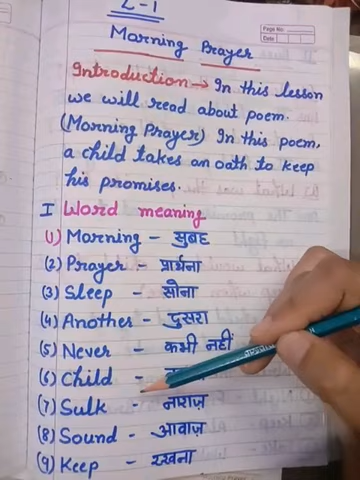 L-1
Page No:
Date
Morning Prayer
Introduction → In this lesson
we will read about poem.
(Morning Prayer) In this poem,
a child takes an oath to keep
his promises.
I Word meaning
(1) Morning - सुबह
(2) Prayer - प्रार्थना
(3) Sleep - सोना
(4) Another - दुसरा
(5) Never - कभी नहीं
(6) Child -
(7) Sulk - नाराज़
(8) Sound - आवाज़
(9) Keep - रखना